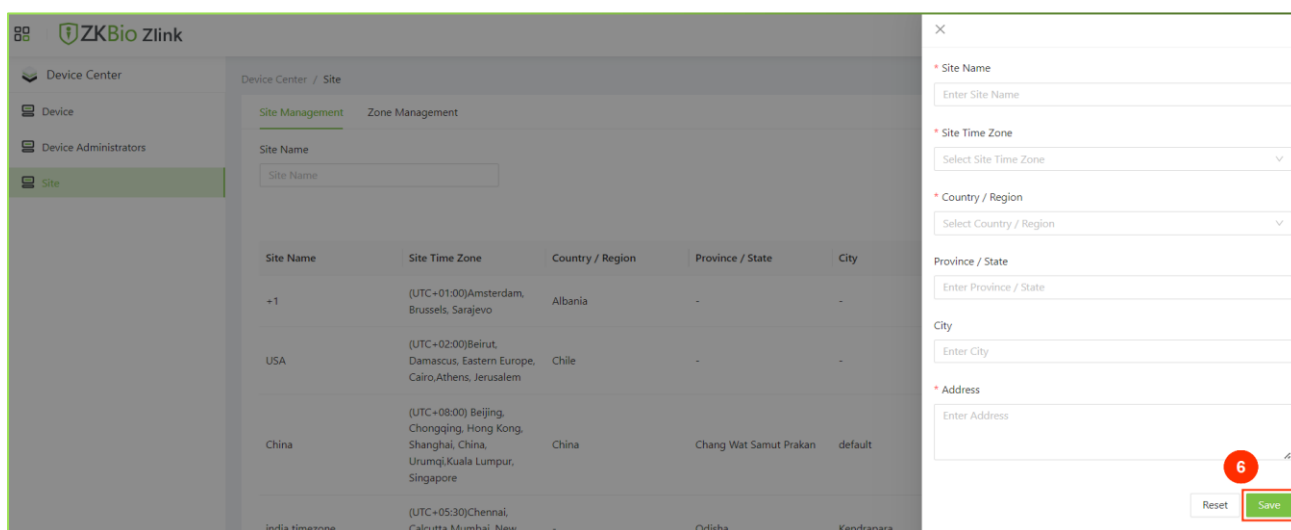 ZKBio Zlink
Device Center
Device
Device Administrators
Site
Device Center / Site
Site Management Zone Management
Site Name
Site Name
Site Name Site Time Zone Country / Region Province / State City
+1 (UTC+01:00)Amsterdam, Brussels, Sarajevo Albania - -
USA (UTC+02:00)Beirut, Damascus, Eastern Europe, Cairo,Athens, Jerusalem Chile - -
China (UTC+08:00) Beijing, Chongqing, Hong Kong, Shanghai, China, Urumqi,Kuala Lumpur, Singapore China Chang Wat Samut Prakan default
india timezone (UTC+05:30)Chennai, Calcutta Mumbai, New - Odisha Kendrapara
* Site Name
Enter Site Name
* Site Time Zone
Select Site Time Zone
* Country / Region
Select Country / Region
Province / State
Enter Province / State
City
Enter City
* Address
Enter Address
6
Reset Save